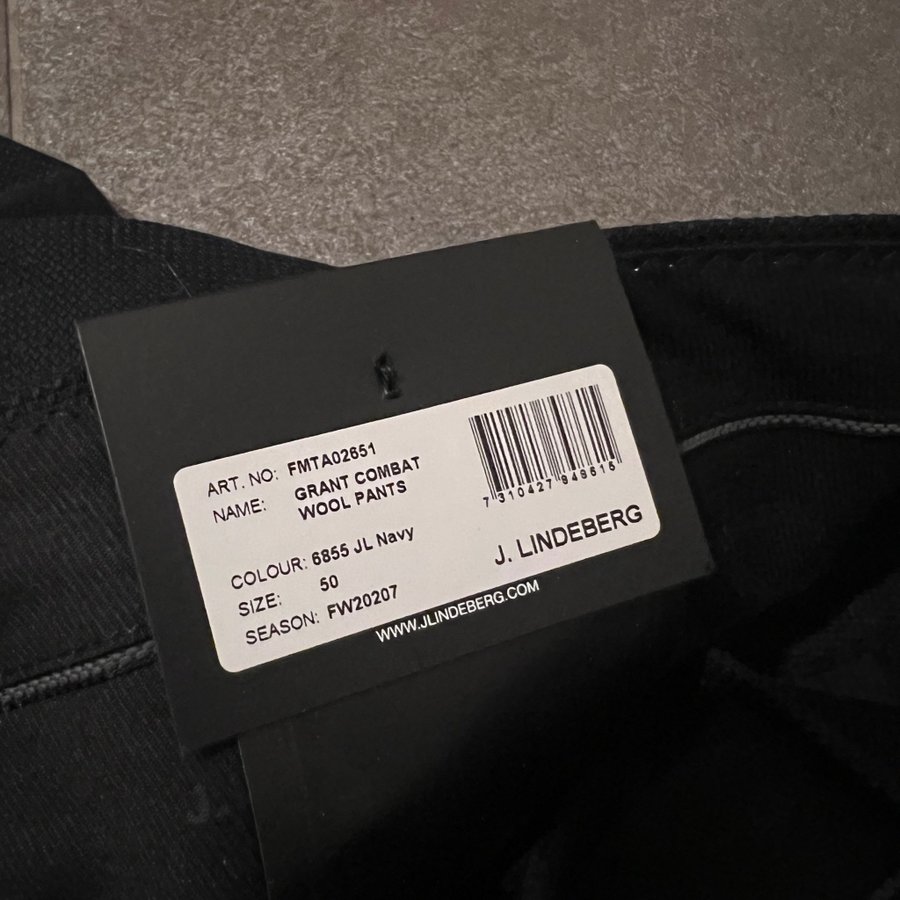 ART. NO: FMTA02651
NAME: GRANT COMBAT
WOOL PANTS
COLOUR: 6855 JL Navy
SIZE: 50
SEASON: FW20207
7 310427 949615
J. LINDEBERG
WWW.JLINDEBERG.COM